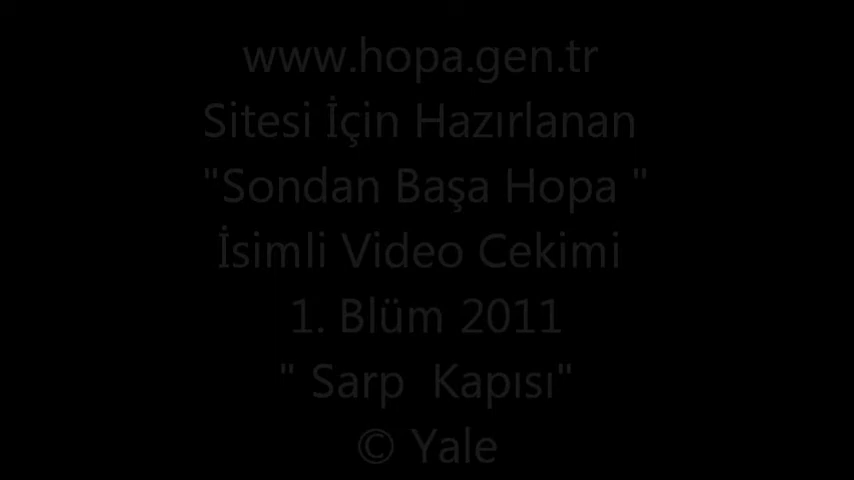 www.hopa.gen.tr
Sitesi İçin Hazırlanan
"Sondan Başa Hopa "
İsimli Video Cekimi
1. Blüm 2011
" Sarp  Kapısı"
© Yale